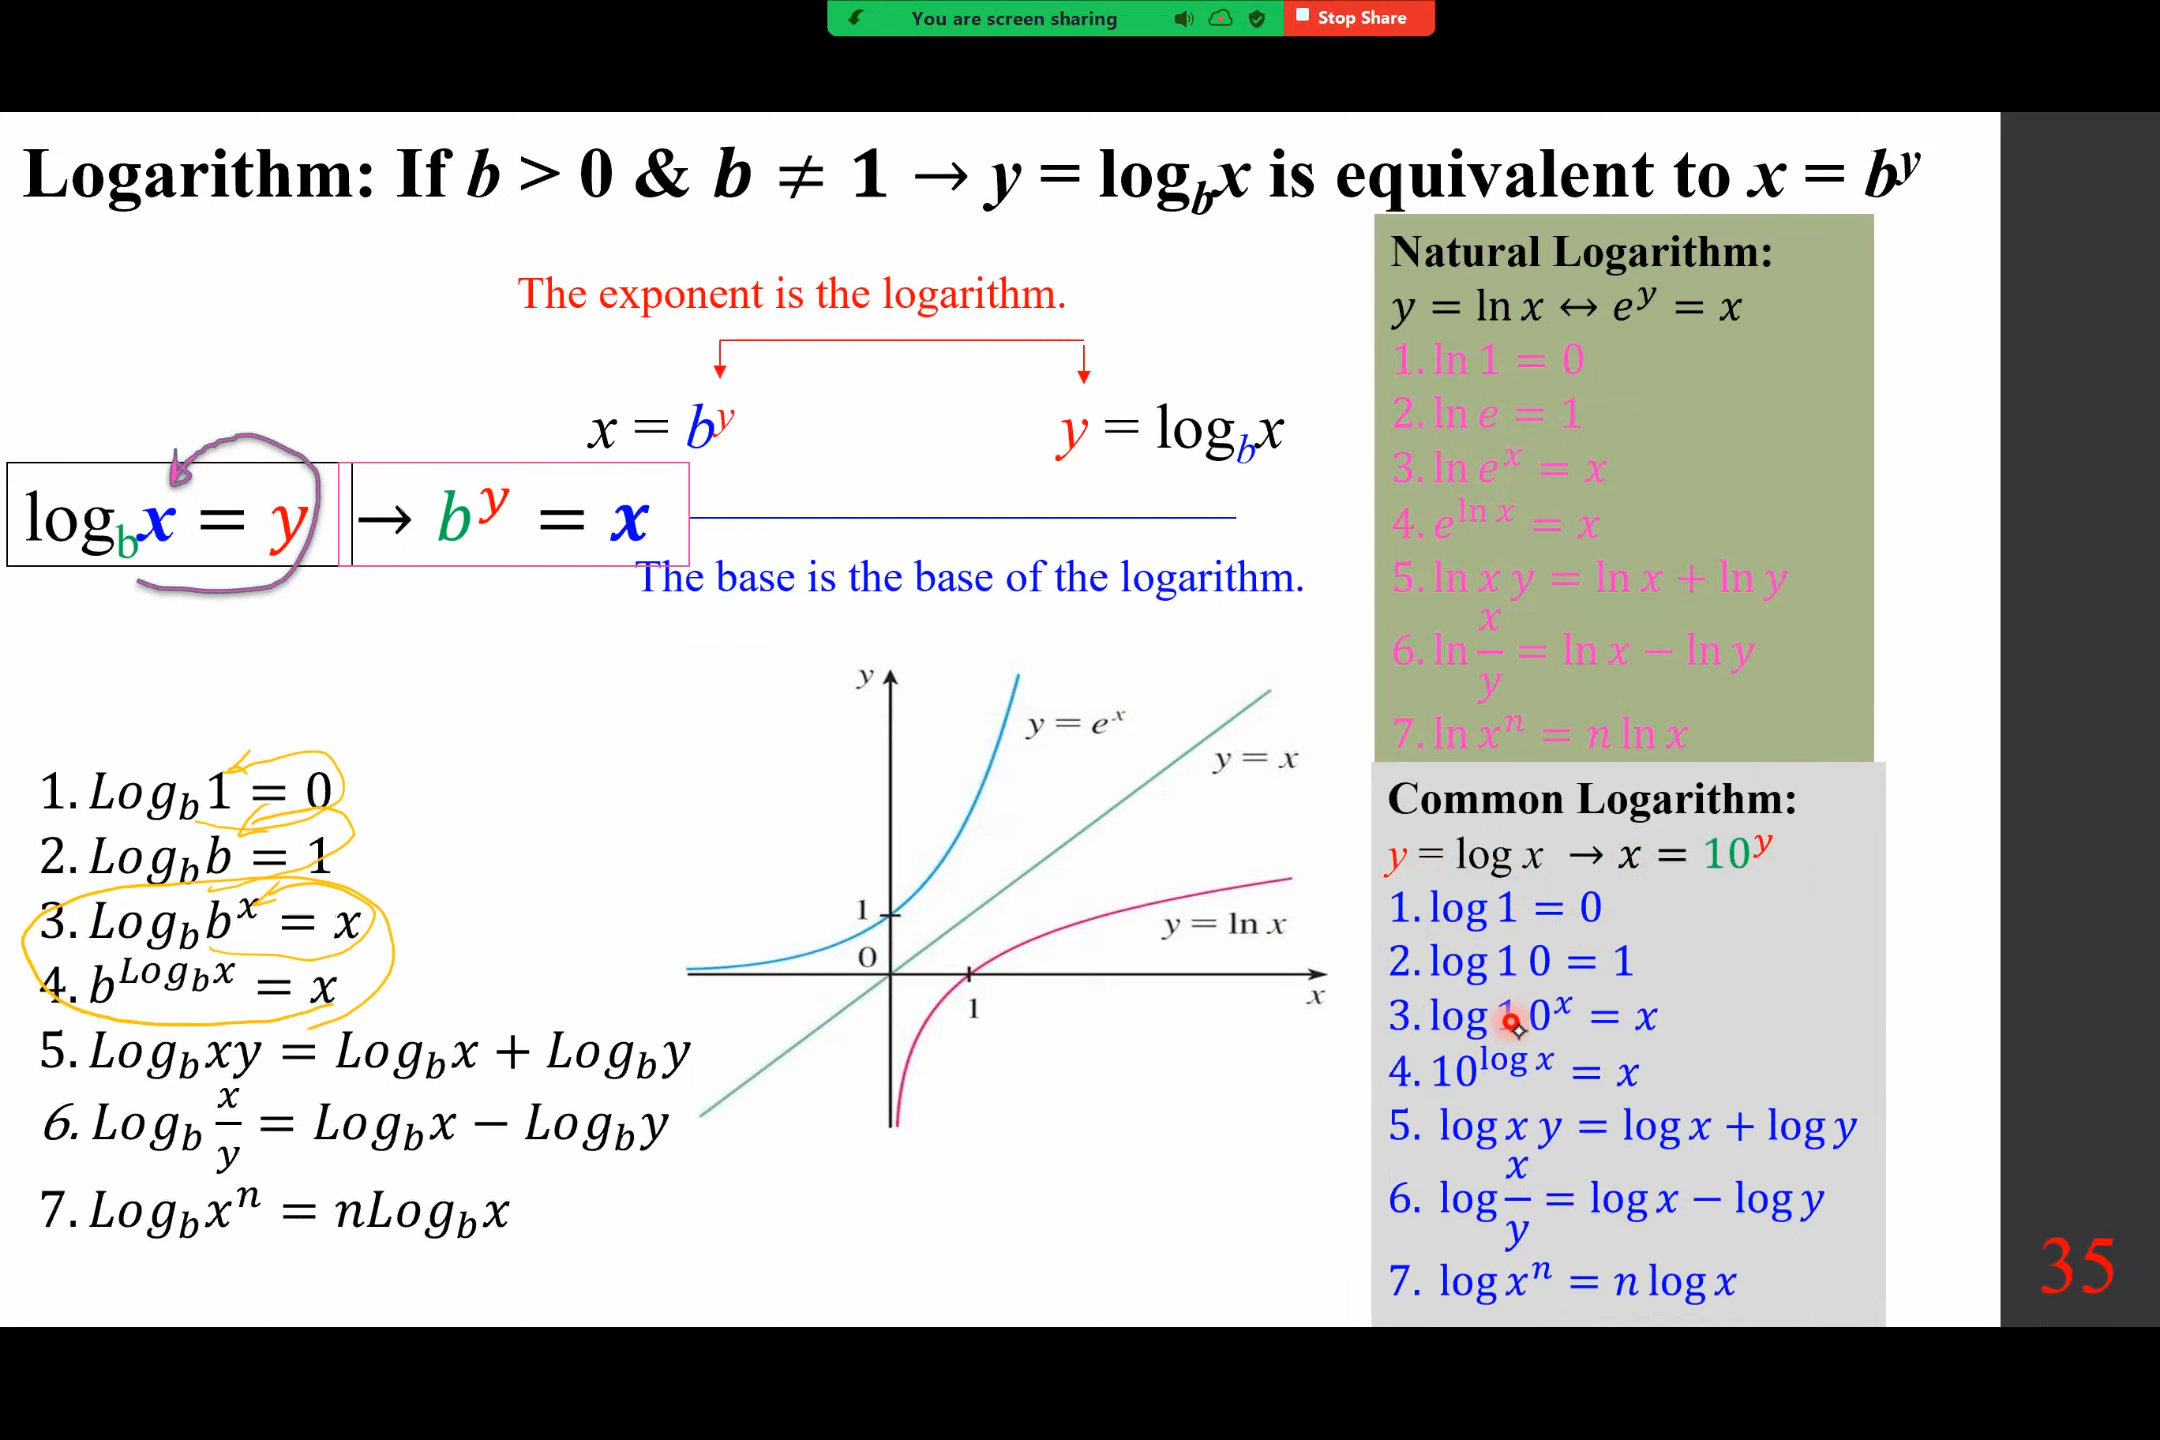 You are screen sharing Stop Share
Logarithm: If b > 0 & b ≠ 1 → y = log_b x is equivalent to x = b^y
The exponent is the logarithm.
x = b^y y = log_b x
log_b x = y → b^y = x
The base is the base of the logarithm.
1. Log_b 1 = 0
2. Log_b b = 1
3. Log_b b^x = x
4. b^(Log_b x) = x
5. Log_b xy = Log_b x + Log_b y
6. Log_b x/y = Log_b x − Log_b y
7. Log_b x^n = nLog_b x
y
y = e^x
y = x
1
y = ln x
0
1
x
Natural Logarithm:
y = ln x ↔ e^y = x
1. ln 1 = 0
2. ln e = 1
3. ln e^x = x
4. e^(ln x) = x
5. ln x y = ln x + ln y
6. ln x/y = ln x − ln y
7. ln x^n = n ln x
Common Logarithm:
y = log x → x = 10^y
1. log 1 = 0
2. log 1 0 = 1
3. log 10^x = x
4. 10^(log x) = x
5. log x y = log x + log y
6. log x/y = log x − log y
7. log x^n = n log x
35